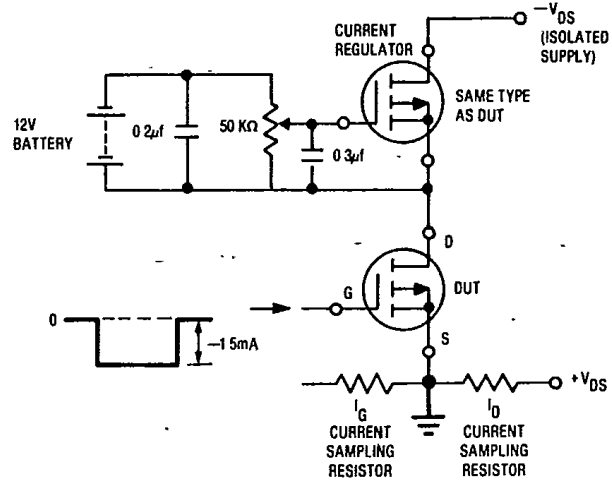 −VDS
(ISOLATED
SUPPLY)
CURRENT
REGULATOR
SAME TYPE
AS DUT
12V
BATTERY
0 2μf
50 KΩ
0 3μf
D
G
DUT
S
0
−1 5mA
+VDS
IG
CURRENT
SAMPLING
RESISTOR
ID
CURRENT
SAMPLING
RESISTOR